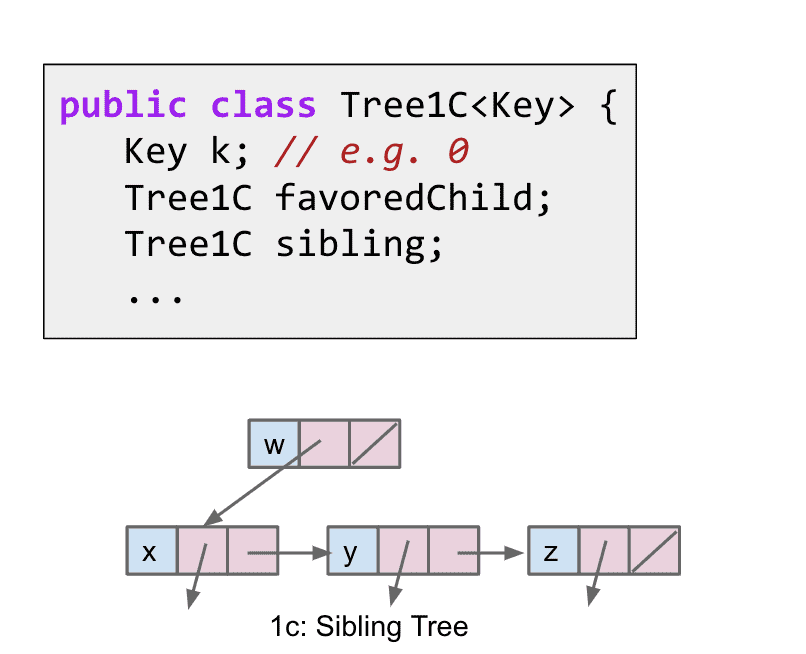 public class Tree1C<Key> {
Key k; // e.g. 0
Tree1C favoredChild;
Tree1C sibling;
...
w
x
y
z
1c: Sibling Tree